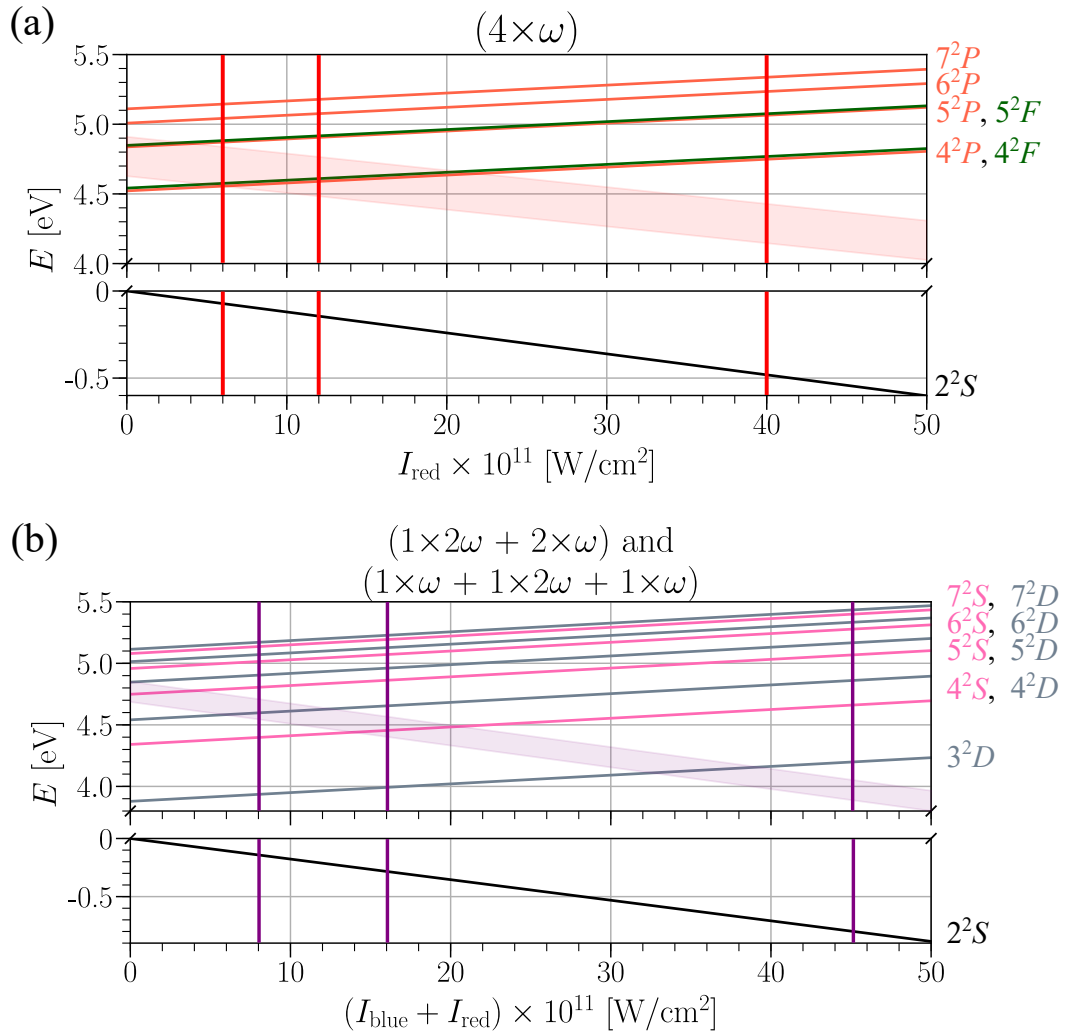 (a)
(4×ω)
5.5
5.0
4.5
4.0
E [eV]
7²P
6²P
5²P, 5²F
4²P, 4²F
0
-0.5
2²S
0 10 20 30 40 50
I_red × 10¹¹ [W/cm²]
(b)
(1×2ω + 2×ω) and
(1×ω + 1×2ω + 1×ω)
5.5
5.0
4.5
4.0
E [eV]
7²S, 7²D
6²S, 6²D
5²S, 5²D
4²S, 4²D
3²D
0
-0.5
2²S
0 10 20 30 40 50
(I_blue + I_red) × 10¹¹ [W/cm²]